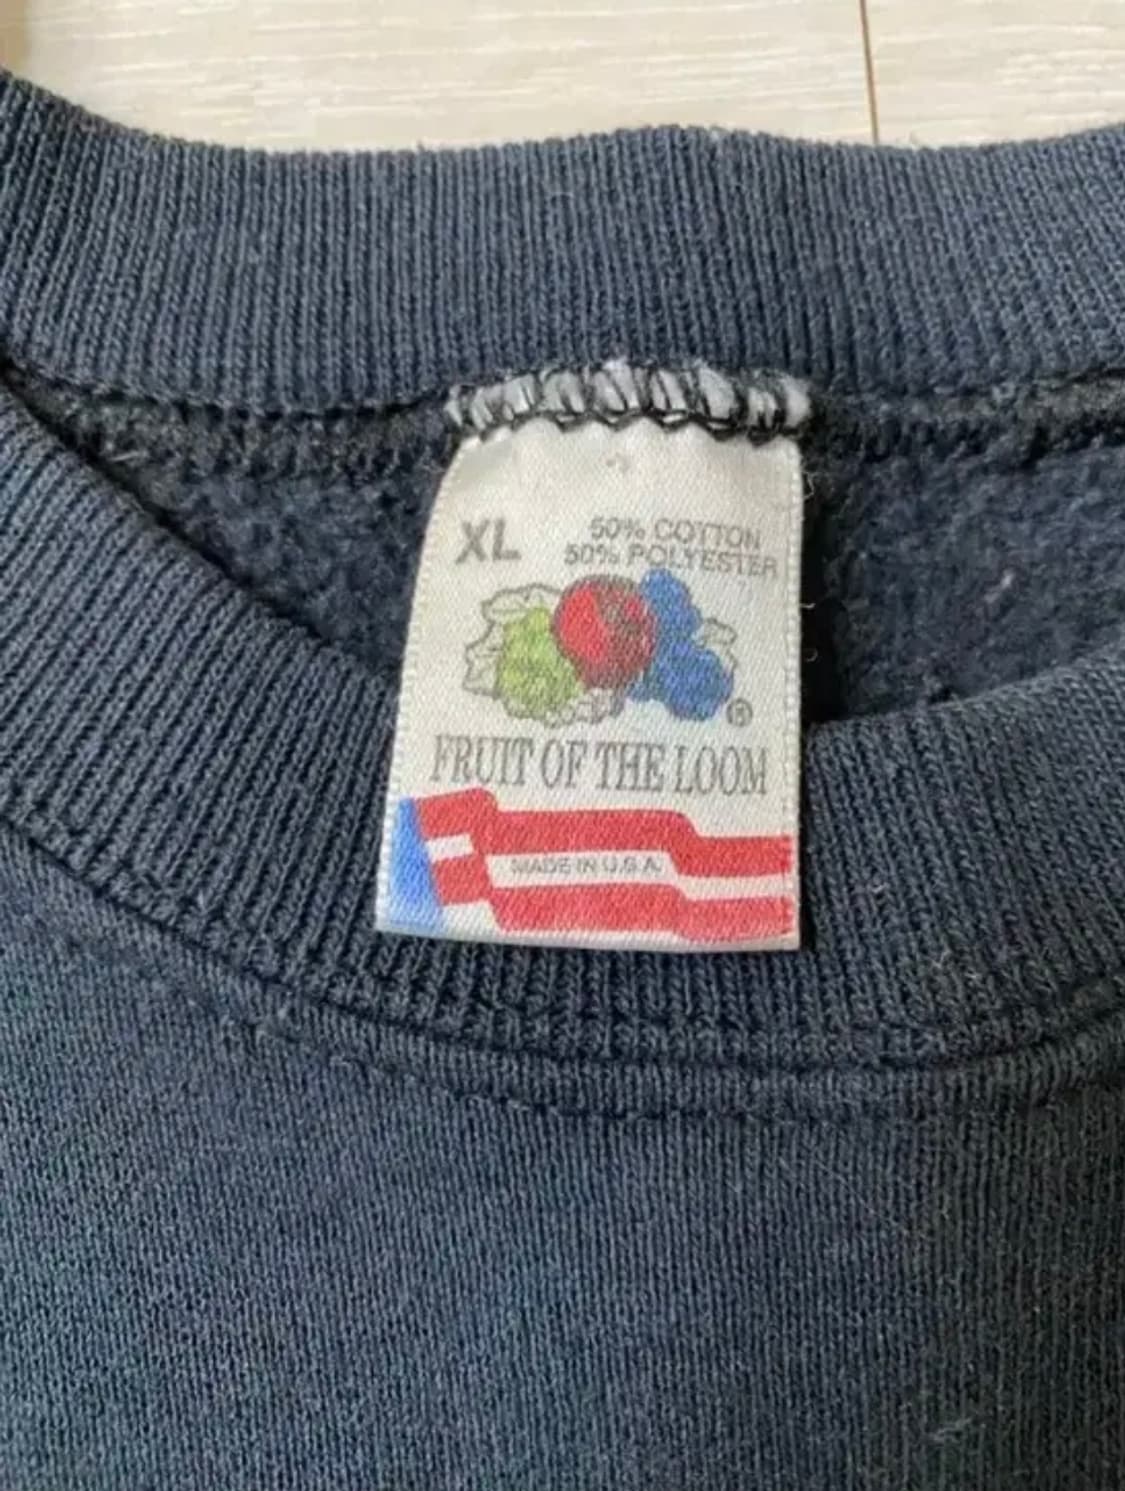 XL
50% COTTON
50% POLYESTER
®
FRUIT OF THE LOOM
MADE IN U.S.A.